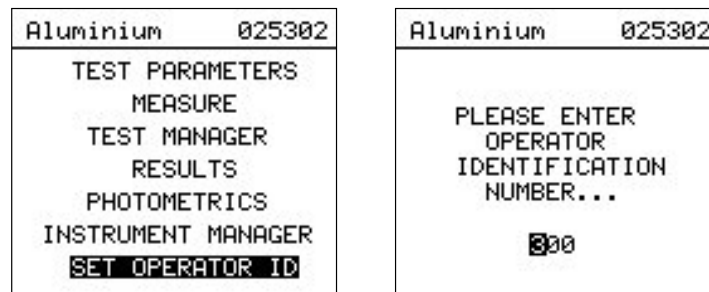 Aluminium 025302
TEST PARAMETERS
MEASURE
TEST MANAGER
RESULTS
PHOTOMETRICS
INSTRUMENT MANAGER
SET OPERATOR ID
Aluminium 025302
PLEASE ENTER
OPERATOR
IDENTIFICATION
NUMBER...
300